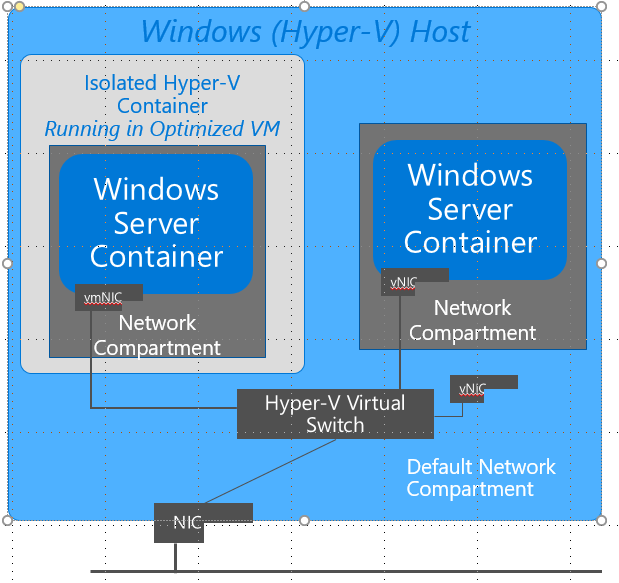 Windows (Hyper-V) Host
Isolated Hyper-V
Container
Running in Optimized VM
Windows
Server
Container
vmNIC
Network
Compartment
Windows
Server
Container
vNIC
Network
Compartment
Hyper-V Virtual
Switch
vNIC
Default Network
Compartment
NIC